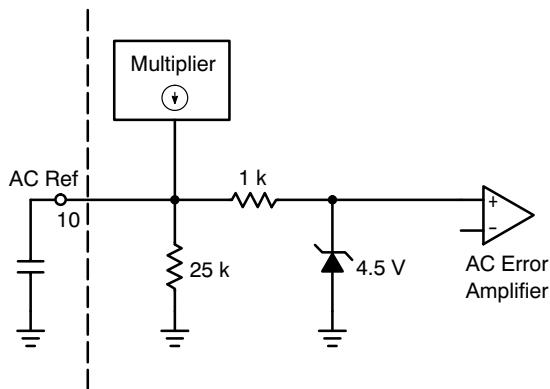 Multiplier
AC Ref
10
1 k
25 k
4.5 V
+
−
AC Error
Amplifier